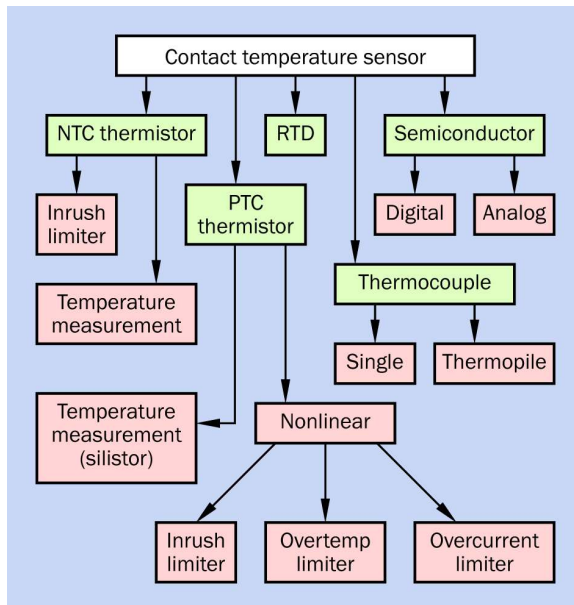 Contact temperature sensor
NTC thermistor
RTD
Semiconductor
Inrush
limiter
PTC
thermistor
Digital
Analog
Temperature
measurement
Thermocouple
Single
Thermopile
Temperature
measurement
(silistor)
Nonlinear
Inrush
limiter
Overtemp
limiter
Overcurrent
limiter